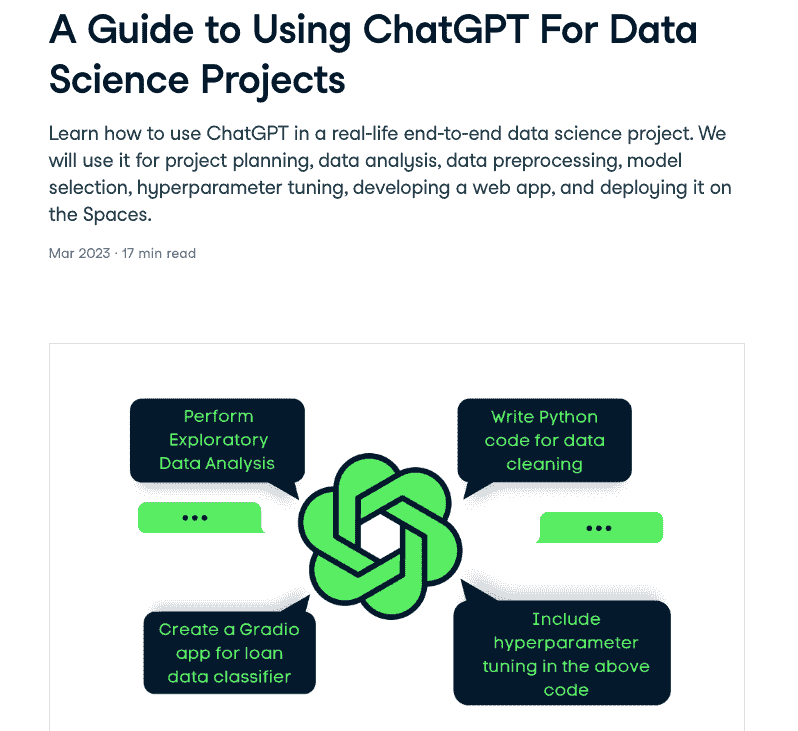 A Guide to Using ChatGPT For Data
Science Projects
Learn how to use ChatGPT in a real-life end-to-end data science project. We
will use it for project planning, data analysis, data preprocessing, model
selection, hyperparameter tuning, developing a web app, and deploying it on
the Spaces.
Mar 2023 · 17 min read
Perform
Exploratory
Data Analysis
Write Python
code for data
cleaning
•••
•••
Create a Gradio
app for loan
data classifier
Include
hyperparameter
tuning in the above
code